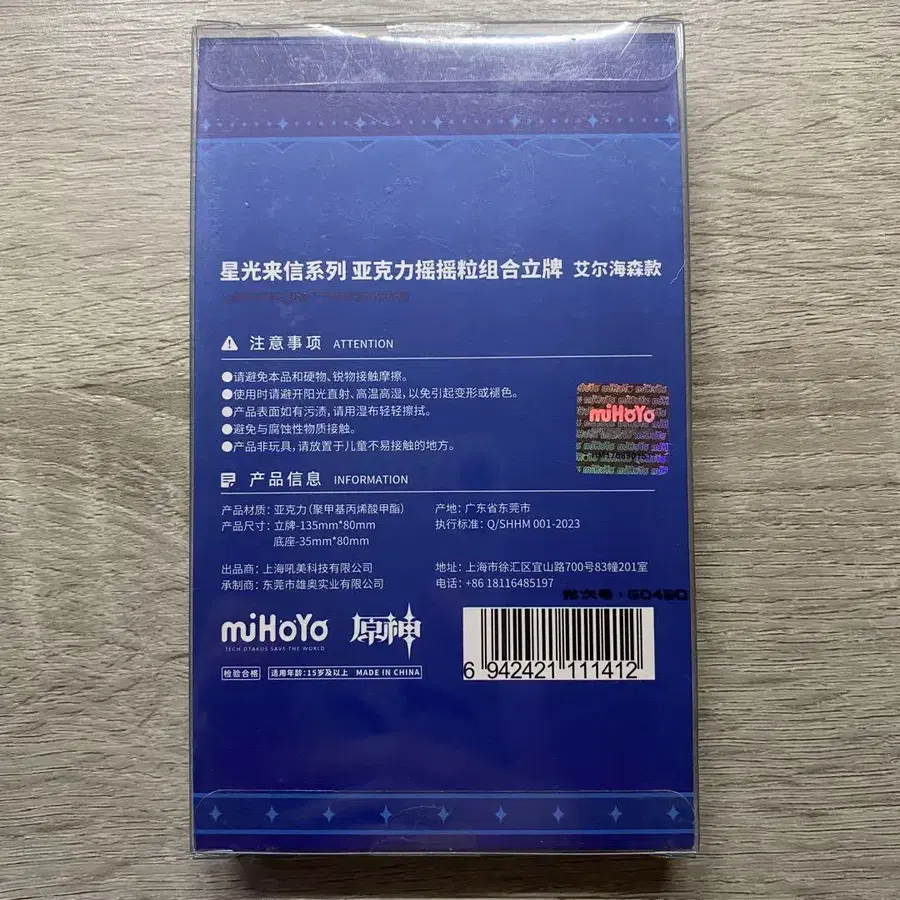 星光来信系列 亚克力摇摇粒组合立牌 艾尔海森款
注意事项 ATTENTION
●请避免本品和硬物、锐物接触摩擦。
●使用时请避开阳光直射、高温高湿,以免引起变形或褪色。
●产品表面如有污渍,请用湿布轻轻擦拭。
●避免与腐蚀性物质接触。
●产品非玩具,请放置于儿童不易接触的地方。
miHoYo
产品信息 INFORMATION
产品材质:亚克力(聚甲基丙烯酸甲酯)
产品尺寸:立牌-135mm*80mm
底座-35mm*80mm
产地:广东省东莞市
执行标准:Q/SHHM 001-2023
出品商:上海吼美科技有限公司
承制商:东莞市雄奥实业有限公司
地址:上海市徐汇区宜山路700号83幢201室
电话:+86 18116485197
miHoYo
TECH OTAKUS SAVE THE WORLD
原神
检验合格
适用年龄:15岁及以上 MADE IN CHINA
6 942421 111412